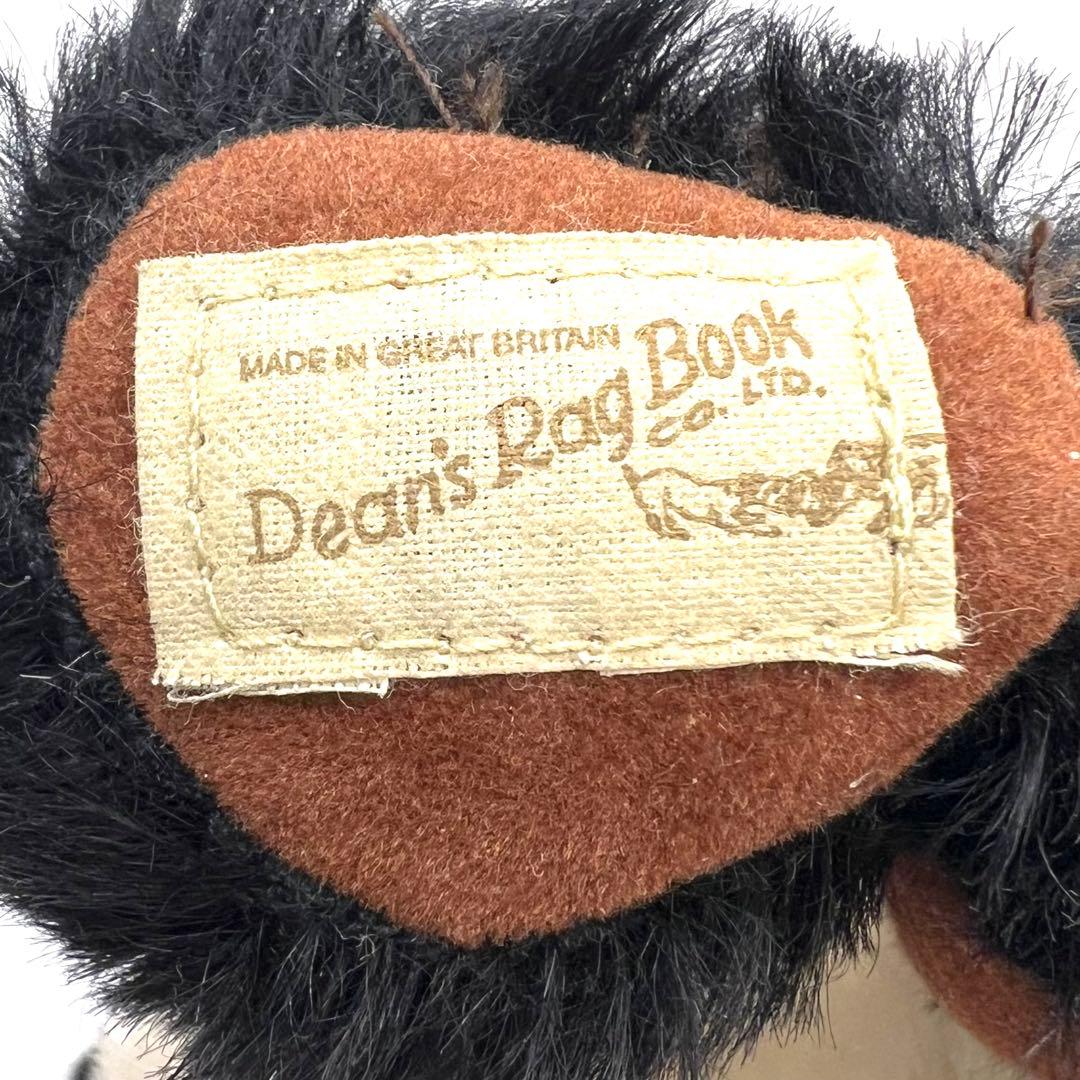 MADE IN GREAT BRITAIN
Dean's Rag Book
CO. LTD.